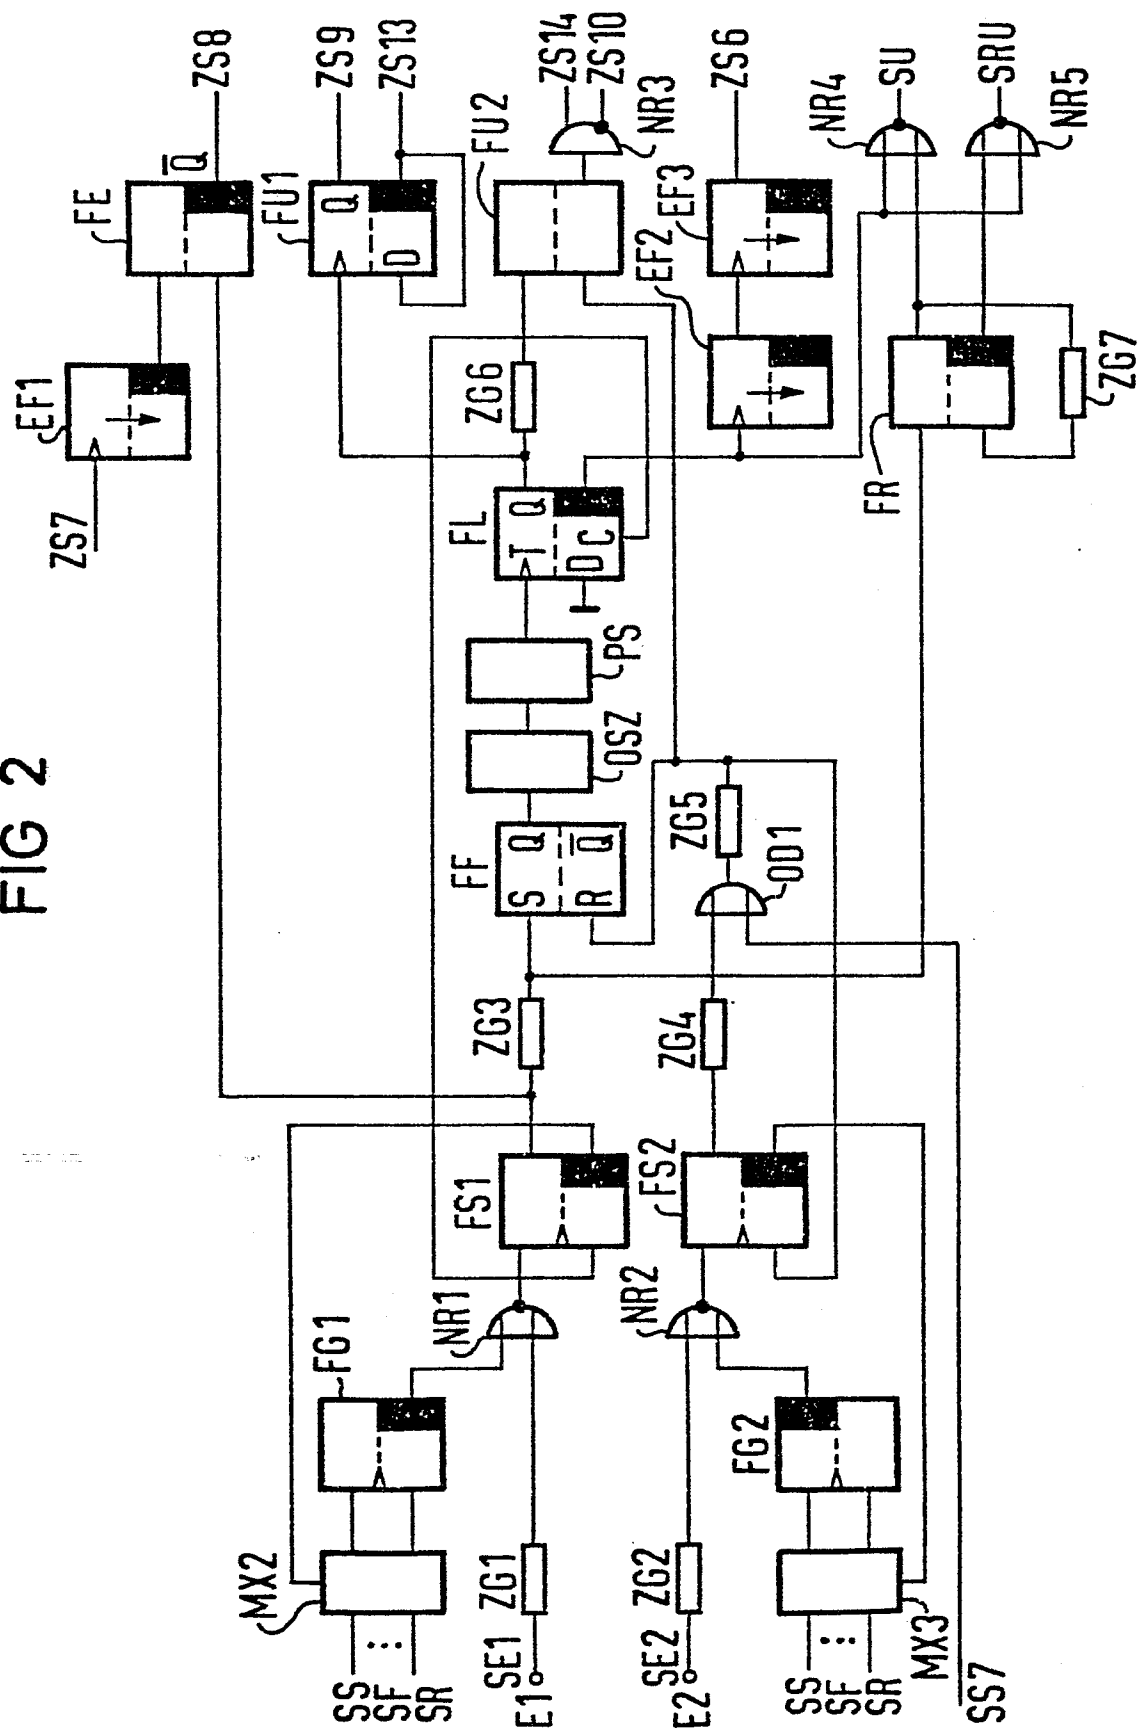 FIG 2
ZS7
EF1
FE
Q̅
ZS8
FU1
Q
D
ZS9
ZS13
FU2
ZS14
ZS10
NR3
ZG6
FL
T Q
D C
PS
OSZ
FF
S Q
R Q̅
ZG3
EF2
EF3
ZS6
NR4
SU
SRU
NR5
FR
ZG7
ZG5
OD1
ZG4
FS1
FS2
NR1
NR2
FG1
FG2
MX2
SS
SF
SR
ZG1
SE1
E1
ZG2
SE2
E2
SS
SF
SR
MX3
SS7